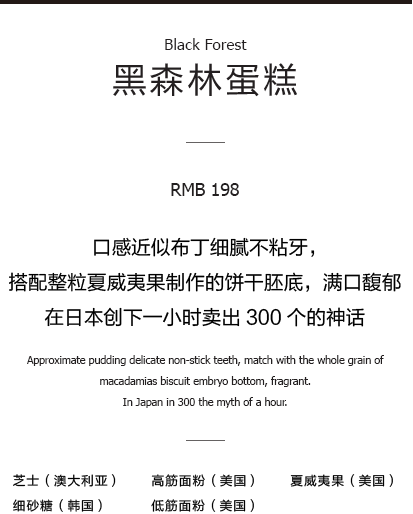 Black Forest
黑森林蛋糕
RMB 198
口感近似布丁细腻不粘牙，
搭配整粒夏威夷果制作的饼干胚底，满口馥郁
在日本创下一小时卖出 300 个的神话
Approximate pudding delicate non-stick teeth, match with the whole grain of
macadamias biscuit embryo bottom, fragrant.
In Japan in 300 the myth of a hour.
芝士（澳大利亚） 高筋面粉（美国） 夏威夷果（美国）
细砂糖（韩国） 低筋面粉（美国）